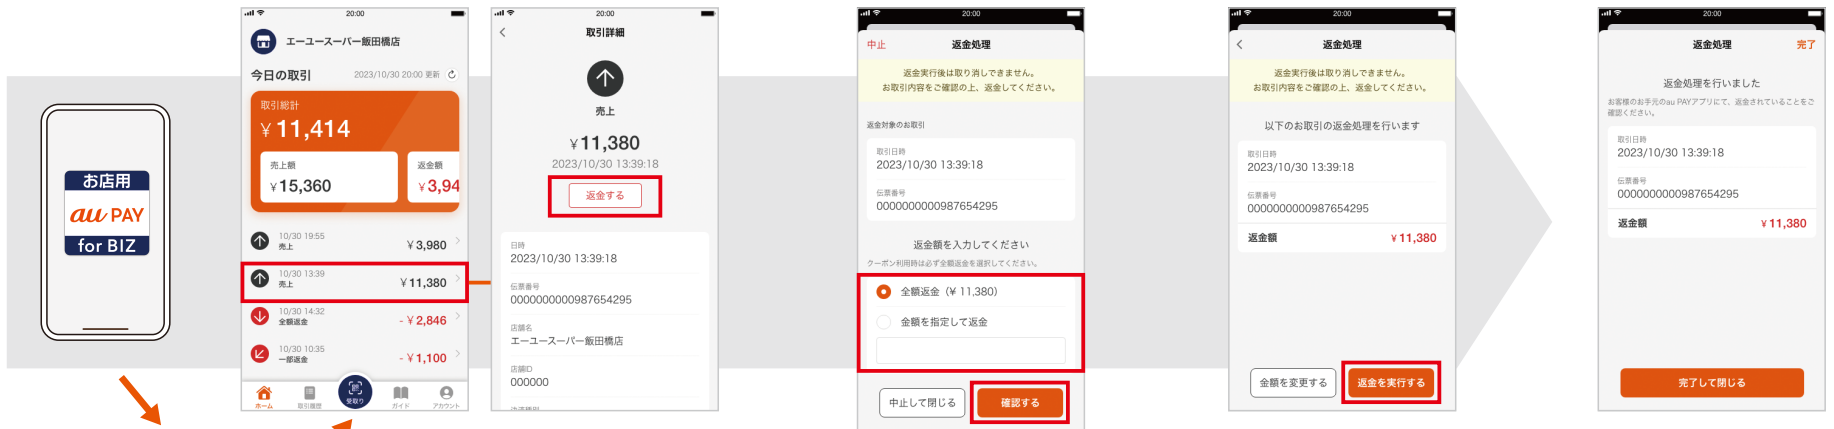 お店用
au PAY
for BIZ
20:00
エーユースーパー飯田橋店
今日の取引
2023/10/30 20:00 更新
取引総計
¥ 11,414
売上額
¥ 15,360
返金額
¥ 3,94
10/30 19:55
売上
¥ 3,980
10/30 13:39
売上
¥ 11,380
10/30 14:32
全額返金
- ¥ 2,846
10/30 10:35
一部返金
- ¥ 1,100
ホーム
取引履歴
受取り
ガイド
アカウント
20:00
取引詳細
売上
¥ 11,380
2023/10/30 13:39:18
返金する
日時
2023/10/30 13:39:18
伝票番号
0000000000987654295
店舗名
エーユースーパー飯田橋店
店舗ID
000000
20:00
中止
返金処理
返金実行後は取り消しできません。
お取引内容をご確認の上、返金してください。
返金対象のお取引
取引日時
2023/10/30 13:39:18
伝票番号
0000000000987654295
返金額を入力してください
クーポン利用時は必ず全額返金を選択してください。
全額返金（¥ 11,380）
金額を指定して返金
中止して閉じる
確認する
20:00
返金処理
返金実行後は取り消しできません。
お取引内容をご確認の上、返金してください。
以下のお取引の返金処理を行います
取引日時
2023/10/30 13:39:18
伝票番号
0000000000987654295
返金額
¥ 11,380
金額を変更する
返金を実行する
20:00
返金処理
完了
返金処理を行いました
お客様のお手元のau PAYアプリにて、返金されていることをご
確認ください。
取引日時
2023/10/30 13:39:18
伝票番号
0000000000987654295
返金額
¥ 11,380
完了して閉じる